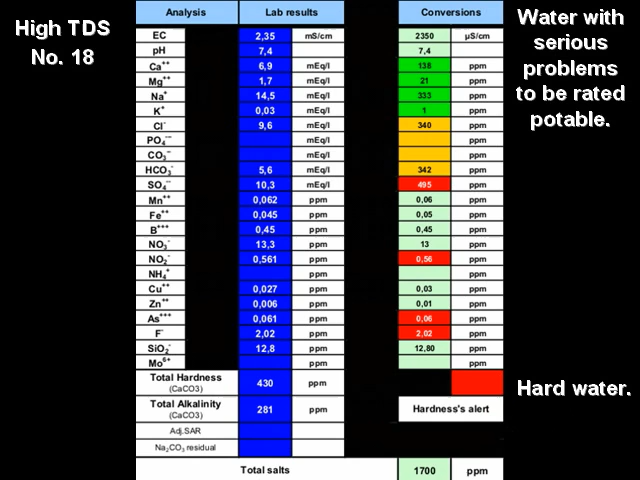 High TDS
No. 18
Water with
serious
problems
to be rated
potable.
Hard water.
Analysis Lab results Conversions
EC 2,35 mS/cm 2350 µS/cm
pH 7,4 7,4
Ca⁺⁺ 6,9 mEq/l 138 ppm
Mg⁺⁺ 1,7 mEq/l 21 ppm
Na⁺ 14,5 mEq/l 333 ppm
K⁺ 0,03 mEq/l 1 ppm
Cl⁻ 9,6 mEq/l 340 ppm
PO₄⁻⁻⁻ mEq/l ppm
CO₃⁻⁻ mEq/l ppm
HCO₃⁻ 5,6 mEq/l 342 ppm
SO₄⁻⁻ 10,3 mEq/l 495 ppm
Mn⁺⁺ 0,062 ppm 0,06 ppm
Fe⁺⁺ 0,045 ppm 0,05 ppm
B⁺⁺⁺ 0,45 ppm 0,45 ppm
NO₃⁻ 13,3 ppm 13 ppm
NO₂⁻ 0,561 ppm 0,56 ppm
NH₄⁺ ppm ppm
Cu⁺⁺ 0,027 ppm 0,03 ppm
Zn⁺⁺ 0,006 ppm 0,01 ppm
As⁺⁺⁺ 0,061 ppm 0,06 ppm
F⁻ 2,02 ppm 2,02 ppm
SiO₂⁻ 12,8 ppm 12,80 ppm
Mo⁶⁺ ppm ppm
Total Hardness
(CaCO3) 430 ppm
Total Alkalinity
(CaCO3) 281 ppm Hardness's alert
Adj.SAR
Na₂CO₃ residual
Total salts 1700 ppm